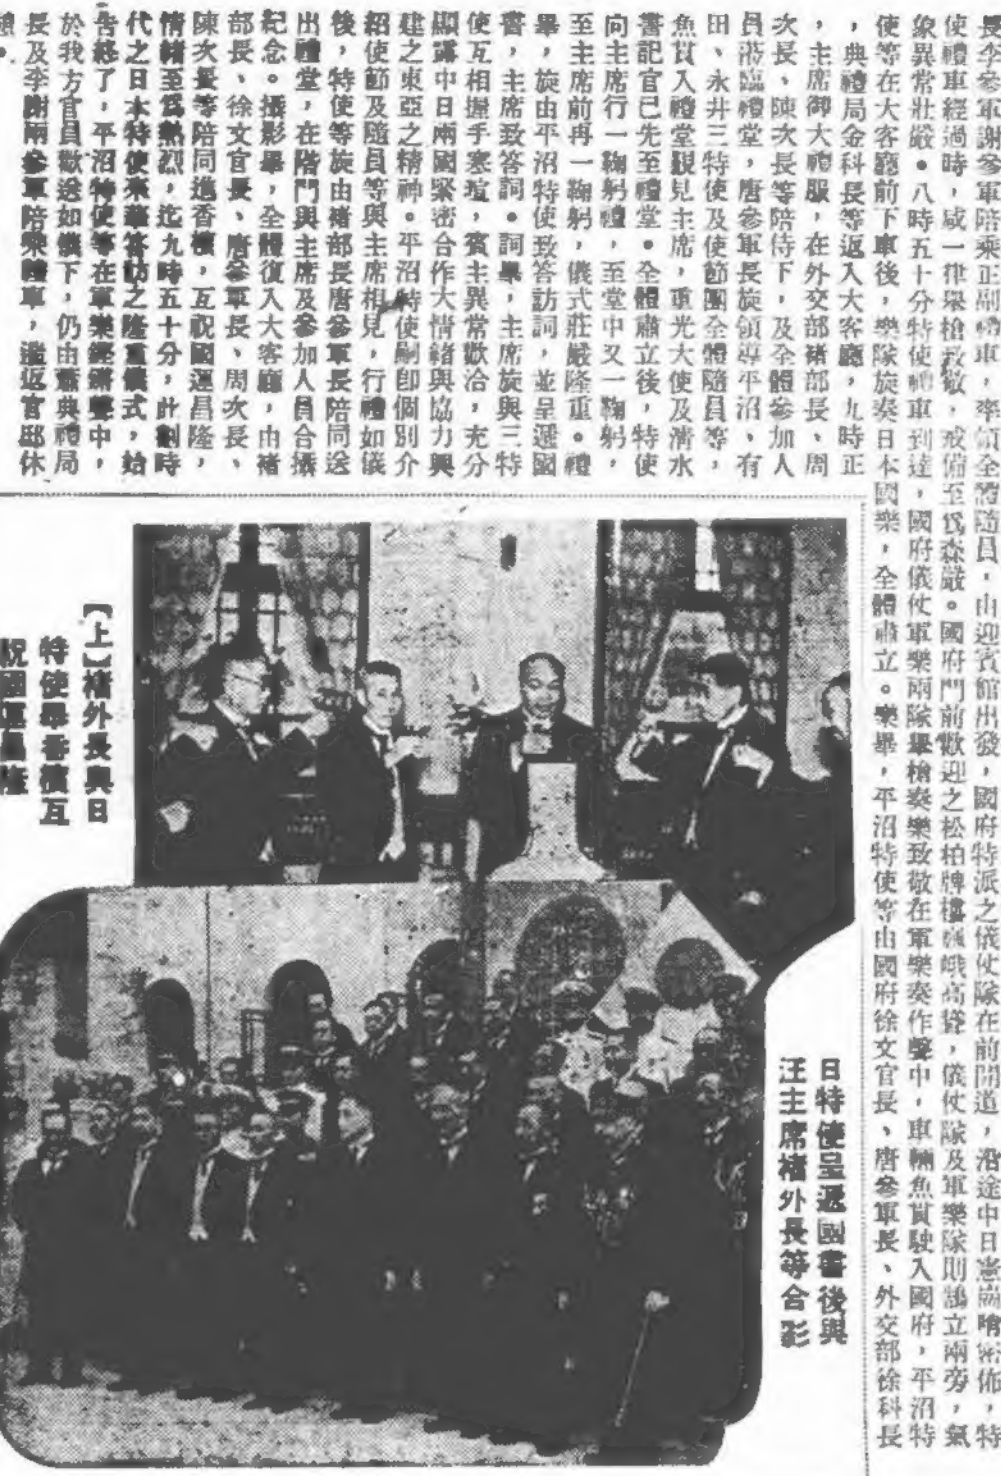 長李參軍謝參軍陪乘正副禮車，率領全體隨員，由迎賓館出發，國府特派之儀仗隊在前開道，沿途中日憲崗哨密佈，特
使禮車經過時，咸一律舉槍致敬，戒備至為森嚴。國府門前歡迎之松柏牌樓巍峨高聳，儀仗隊及軍樂隊則鵠立兩旁，氣
象異常壯嚴。八時五十分特使禮車到達，國府儀仗軍樂兩隊舉槍奏樂致敬在軍樂奏作聲中，車輛魚貫駛入國府，平沼特
使等在大客廳前下車後，樂隊旋奏日本國樂，全體肅立。樂畢，平沼特使等由國府徐文官長、唐參軍長、外交部徐科長
，典禮局金科長等返入大客廳，九時正
，主席御大禮服，在外交部褚部長、周
次長、陳次長等陪侍下，及全體參加人
員蒞臨禮堂，唐參軍長旋領導平沼、有
田、永井三特使及使節團全體隨員等，
魚貫入禮堂覲見主席，重光大使及清水
書記官已先至禮堂。全體肅立後，特使
向主席行一鞠躬禮，至堂中又一鞠躬，
至主席前再一鞠躬，儀式莊嚴隆重。禮
畢，旋由平沼特使致答訪詞，並呈遞國
書，主席致答詞。詞畢，主席旋與三特
使互相握手寒暄，賓主異常歡洽，充分
顯露中日兩國緊密合作大情緒與協力興
建之東亞之精神。平沼特使嗣即個別介
紹使節及隨員等與主席相見，行禮如儀
後，特使等旋由褚部長唐參軍長陪同送
出禮堂，在階門與主席及參加人員合攝
紀念。攝影畢，全體復入大客廳，由褚
部長、徐文官長、唐參軍長、周次長、
陳次長等陪同進香檳，互祝國運昌隆，
情緒至為熱烈，迄九時五十分，此劃時
代之日本特使來華答訪之隆重儀式，始
告終了，平沼特使等在軍樂鏘聲中，
於我方官員歡送如儀下，仍由典禮局
長及李謝兩參軍陪乘禮車，返官邸休
憩。
【上】褚外長與日
特使舉香檳互
祝國運昌隆
日特使呈遞國書後與
汪主席褚外長等合影